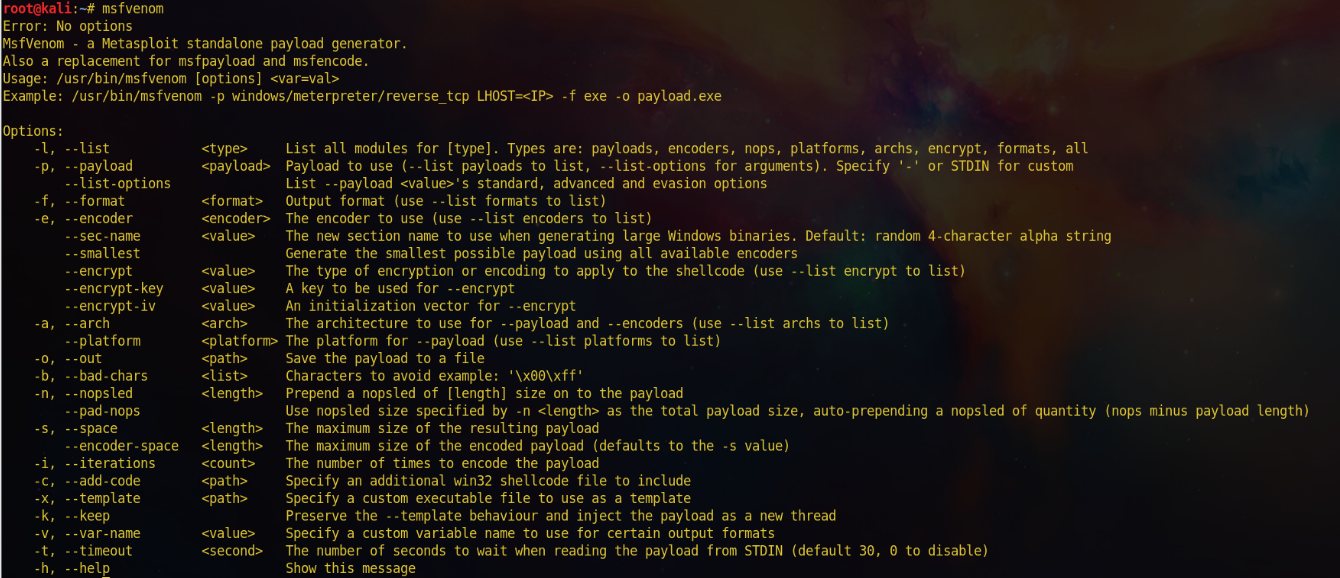 root@kali:~# msfvenom
Error: No options
MsfVenom - a Metasploit standalone payload generator.
Also a replacement for msfpayload and msfencode.
Usage: /usr/bin/msfvenom [options] <var=val>
Example: /usr/bin/msfvenom -p windows/meterpreter/reverse_tcp LHOST=<IP> -f exe -o payload.exe

Options:
    -l, --list            <type>     List all modules for [type]. Types are: payloads, encoders, nops, platforms, archs, encrypt, formats, all
    -p, --payload         <payload>  Payload to use (--list payloads to list, --list-options for arguments). Specify '-' or STDIN for custom
        --list-options               List --payload <value>'s standard, advanced and evasion options
    -f, --format          <format>   Output format (use --list formats to list)
    -e, --encoder         <encoder>  The encoder to use (use --list encoders to list)
        --sec-name        <value>    The new section name to use when generating large Windows binaries. Default: random 4-character alpha string
        --smallest                   Generate the smallest possible payload using all available encoders
        --encrypt         <value>    The type of encryption or encoding to apply to the shellcode (use --list encrypt to list)
        --encrypt-key     <value>    A key to be used for --encrypt
        --encrypt-iv      <value>    An initialization vector for --encrypt
    -a, --arch            <arch>     The architecture to use for --payload and --encoders (use --list archs to list)
        --platform        <platform> The platform for --payload (use --list platforms to list)
    -o, --out             <path>     Save the payload to a file
    -b, --bad-chars       <list>     Characters to avoid example: '\x00\xff'
    -n, --nopsled         <length>   Prepend a nopsled of [length] size on to the payload
        --pad-nops                   Use nopsled size specified by -n <length> as the total payload size, auto-prepending a nopsled of quantity (nops minus payload length)
    -s, --space           <length>   The maximum size of the resulting payload
        --encoder-space   <length>   The maximum size of the encoded payload (defaults to the -s value)
    -i, --iterations      <count>    The number of times to encode the payload
    -c, --add-code        <path>     Specify an additional win32 shellcode file to include
    -x, --template        <path>     Specify a custom executable file to use as a template
    -k, --keep                       Preserve the --template behaviour and inject the payload as a new thread
    -v, --var-name        <value>    Specify a custom variable name to use for certain output formats
    -t, --timeout         <second>   The number of seconds to wait when reading the payload from STDIN (default 30, 0 to disable)
    -h, --help                       Show this message